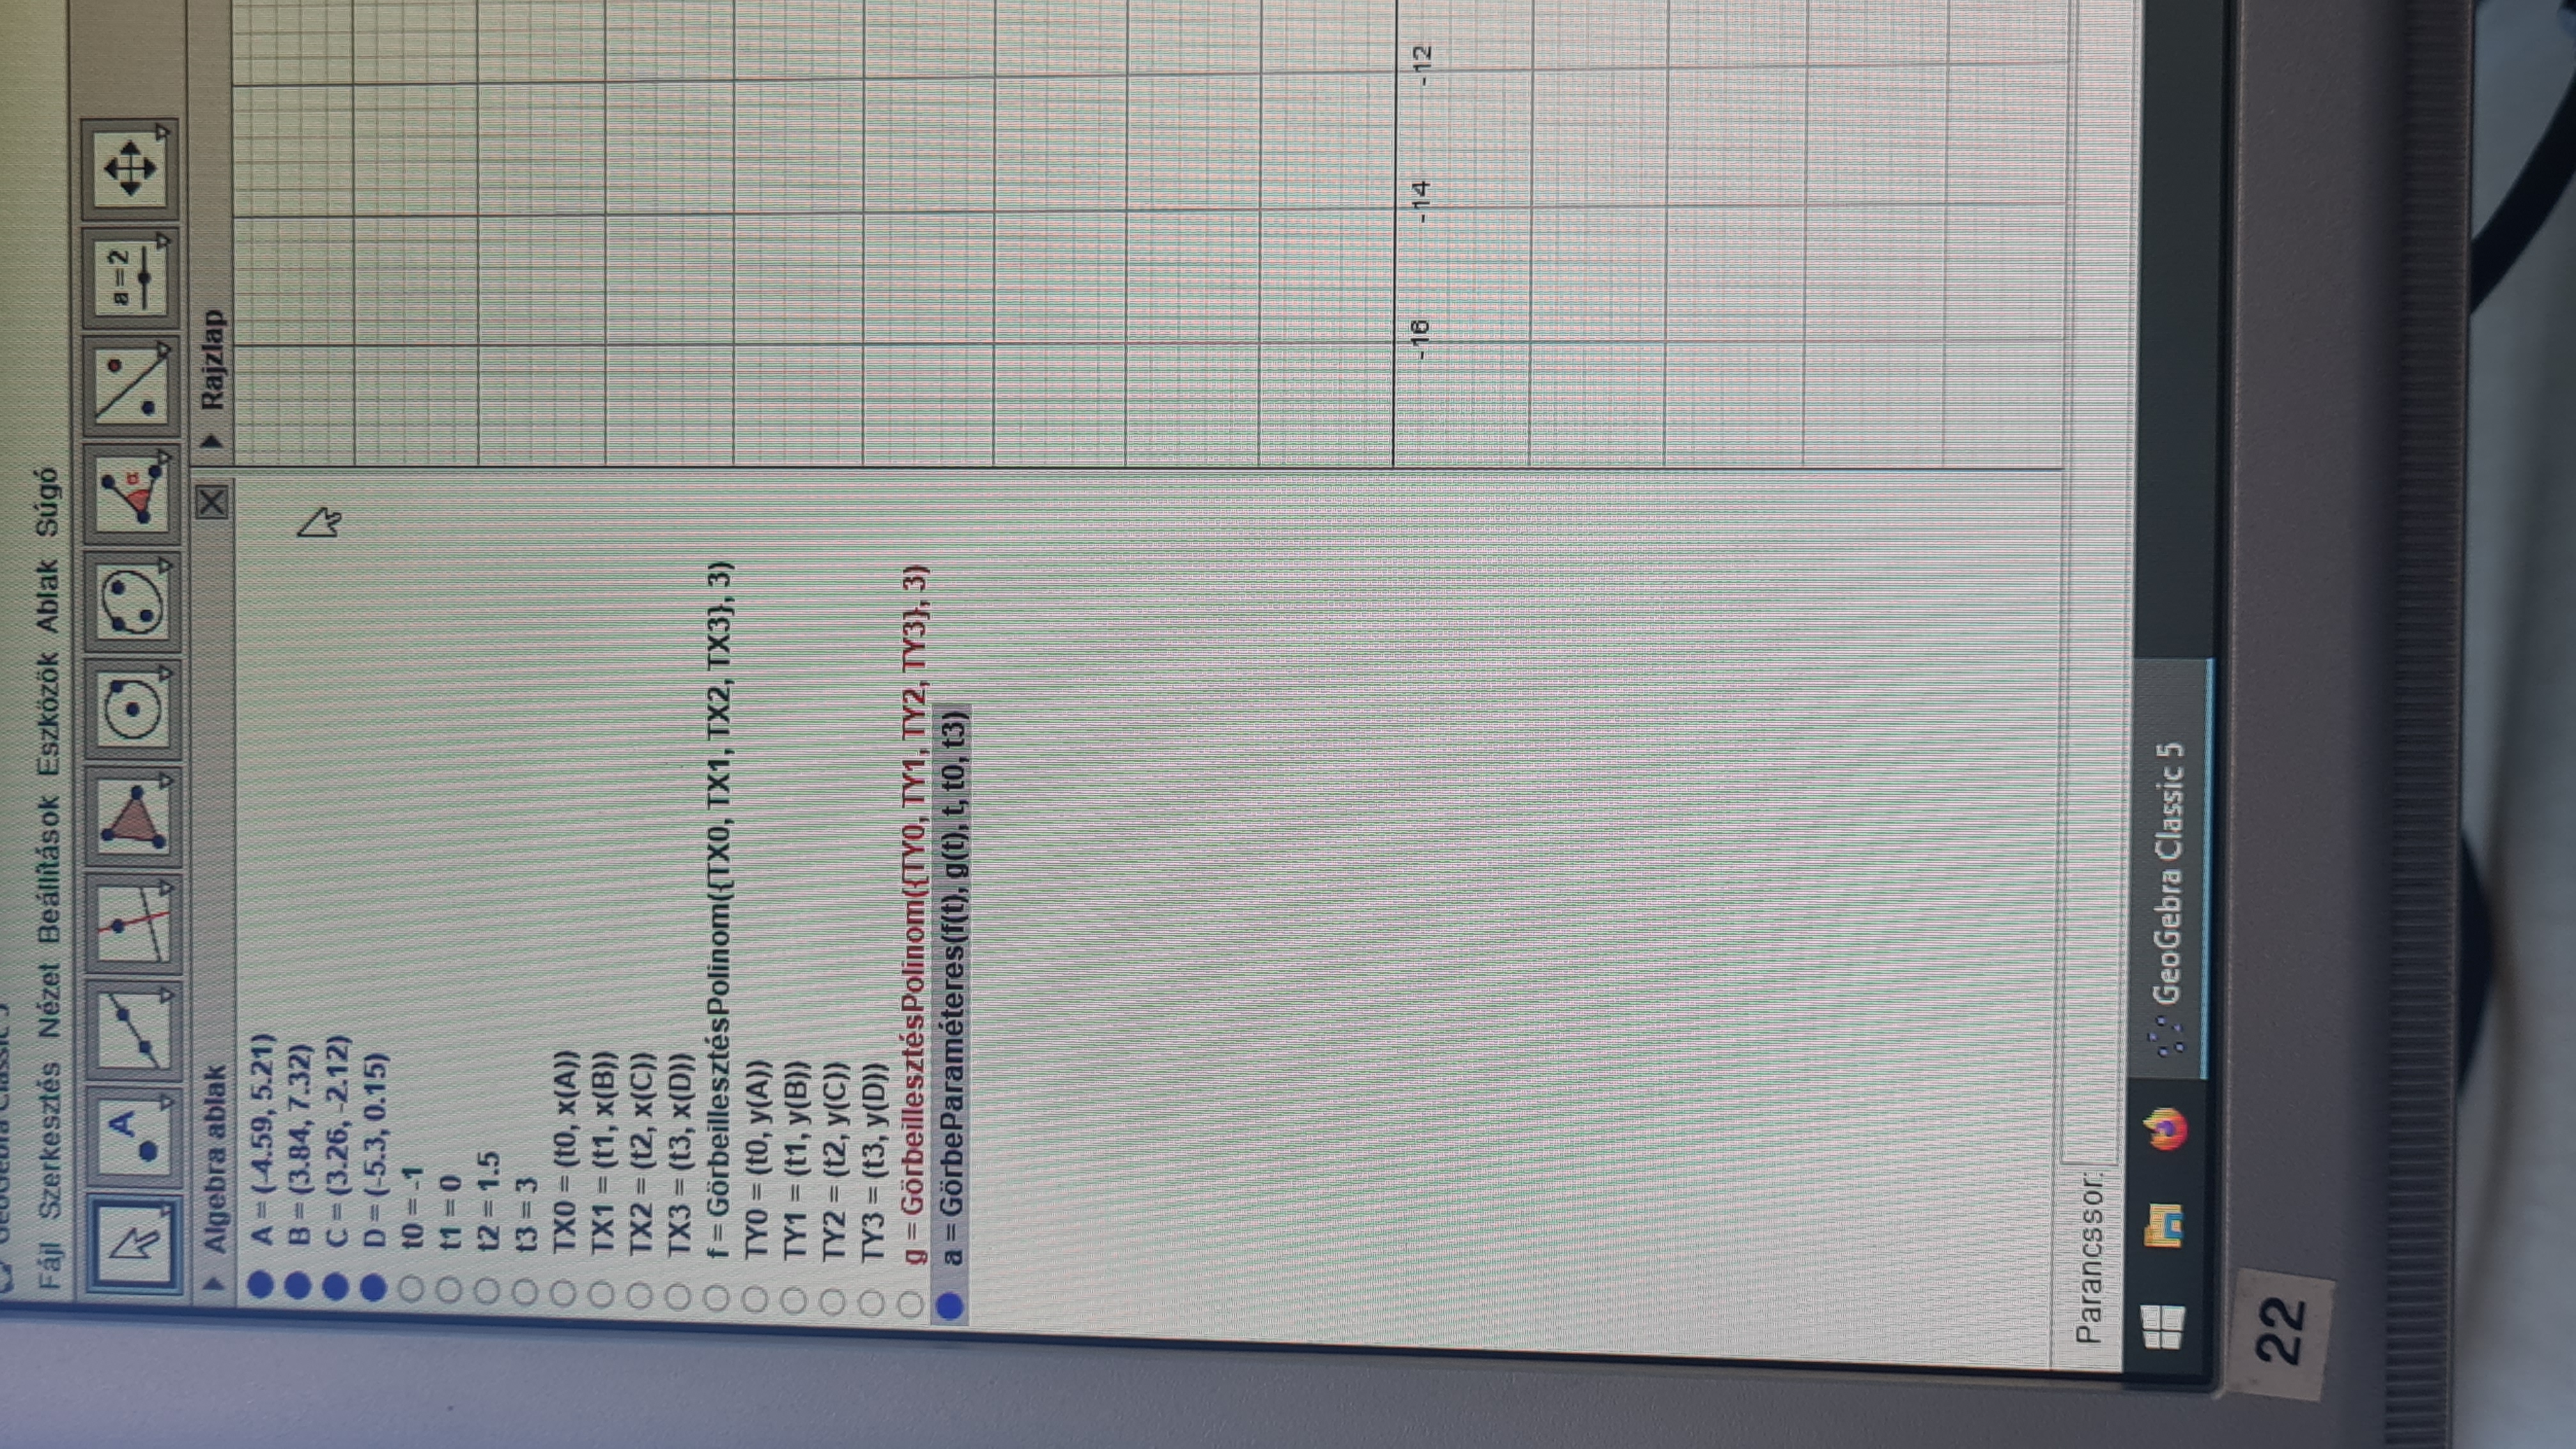 GeoGebra Classic 5
Fájl Szerkesztés Nézet Beállítások Eszközök Ablak Súgó
A
α
a=2
Algebra ablak
Rajzlap
A = (-4.59, 5.21)
B = (3.84, 7.32)
C = (3.26, -2.12)
D = (-5.3, 0.15)
t0 = -1
t1 = 0
t2 = 1.5
t3 = 3
TX0 = (t0, x(A))
TX1 = (t1, x(B))
TX2 = (t2, x(C))
TX3 = (t3, x(D))
f = GörbeillesztésPolinom({TX0, TX1, TX2, TX3}, 3)
TY0 = (t0, y(A))
TY1 = (t1, y(B))
TY2 = (t2, y(C))
TY3 = (t3, y(D))
g = GörbeillesztésPolinom({TY0, TY1, TY2, TY3}, 3)
a = GörbeParaméteres(f(t), g(t), t, t0, t3)
-16 -14 -12
Parancssor:
GeoGebra Classic 5
22